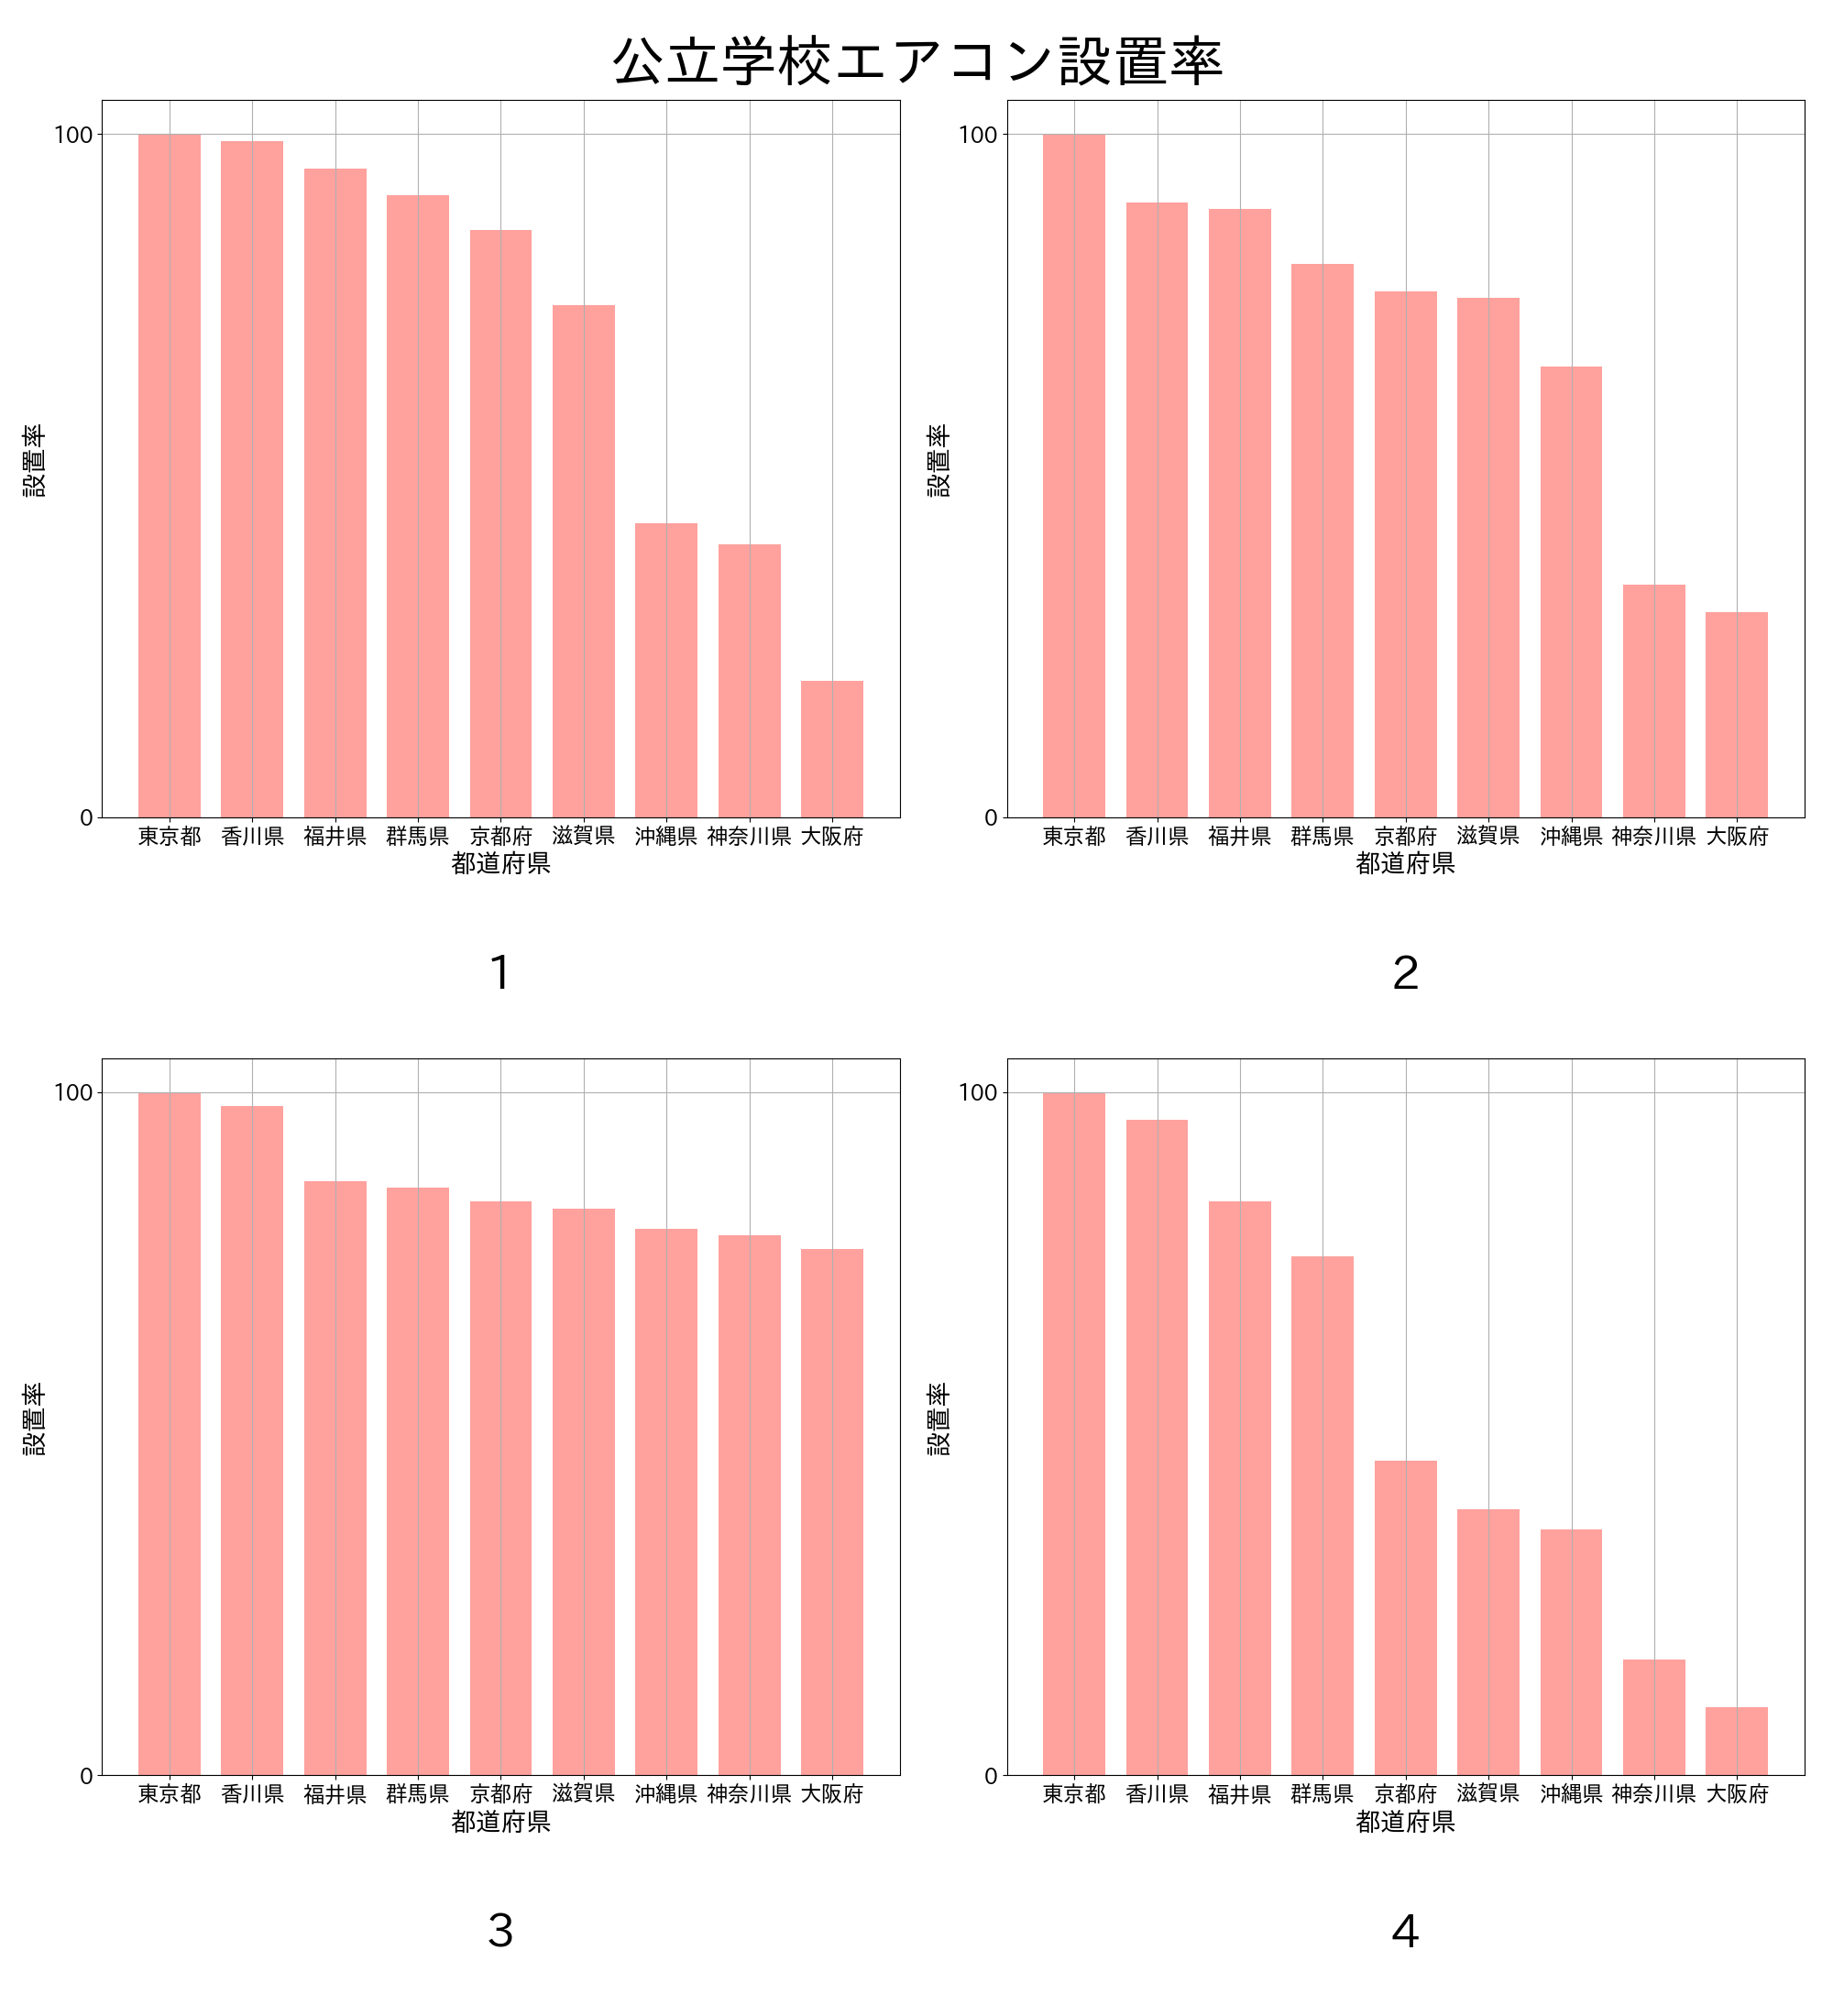 公立学校エアコン設置率
100
0
設置率
東京都 香川県 福井県 群馬県 京都府 滋賀県 沖縄県 神奈川県 大阪府
都道府県
1
100
0
設置率
東京都 香川県 福井県 群馬県 京都府 滋賀県 沖縄県 神奈川県 大阪府
都道府県
2
100
0
設置率
東京都 香川県 福井県 群馬県 京都府 滋賀県 沖縄県 神奈川県 大阪府
都道府県
3
100
0
設置率
東京都 香川県 福井県 群馬県 京都府 滋賀県 沖縄県 神奈川県 大阪府
都道府県
4